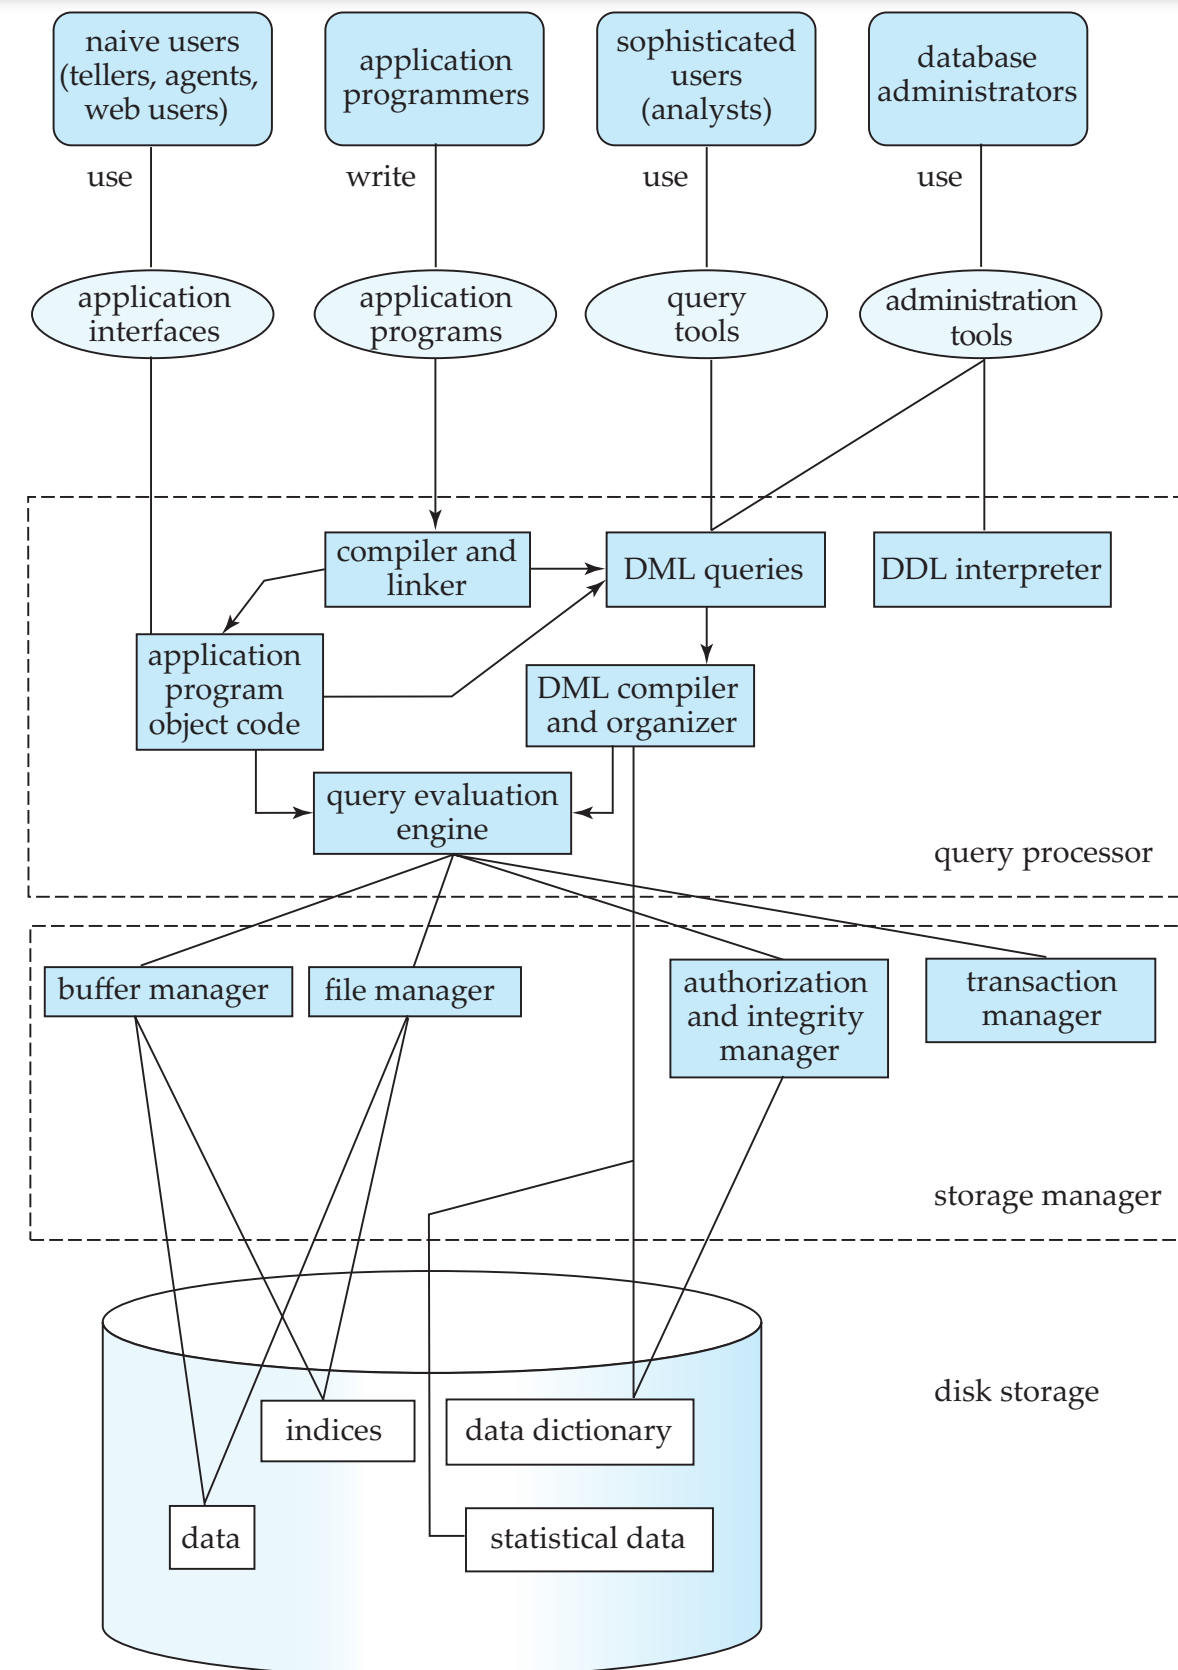 naive users
(tellers, agents,
web users)
application
programmers
sophisticated
users
(analysts)
database
administrators
use
write
use
use
application
interfaces
application
programs
query
tools
administration
tools
compiler and
linker
DML queries
DDL interpreter
application
program
object code
DML compiler
and organizer
query evaluation
engine
query processor
buffer manager
file manager
authorization
and integrity
manager
transaction
manager
storage manager
disk storage
indices
data dictionary
data
statistical data